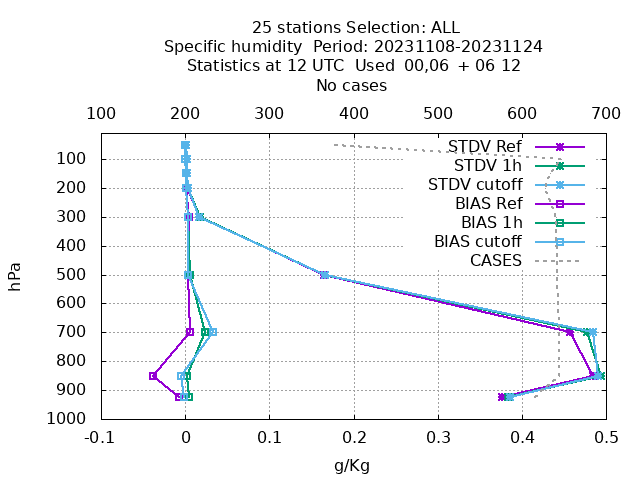 25 stations Selection: ALL
Specific humidity  Period: 20231108-20231124
Statistics at 12 UTC  Used  00,06  + 06 12
No cases
100 200 300 400 500 600 700
STDV Ref
STDV 1h
STDV cutoff
BIAS Ref
BIAS 1h
BIAS cutoff
CASES
hPa
100
200
300
400
500
600
700
800
900
1000
-0.1 0 0.1 0.2 0.3 0.4 0.5
g/Kg